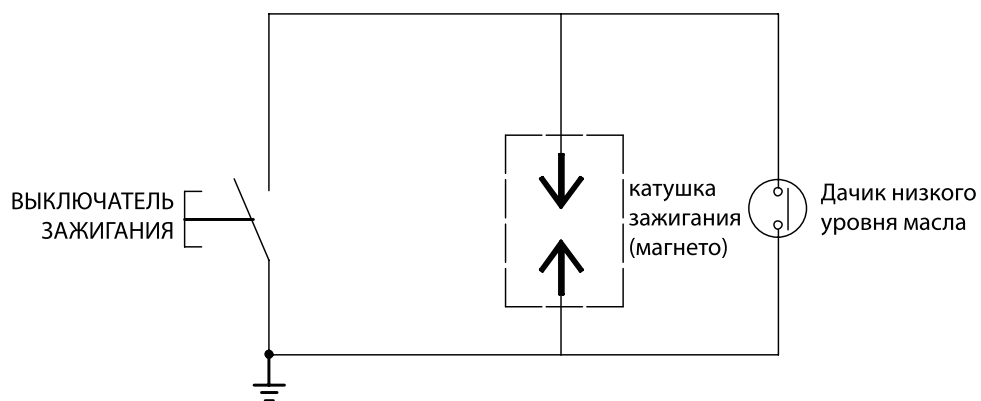 ВЫКЛЮЧАТЕЛЬ
ЗАЖИГАНИЯ
катушка
зажигания
(магнето)
Дачик низкого
уровня масла